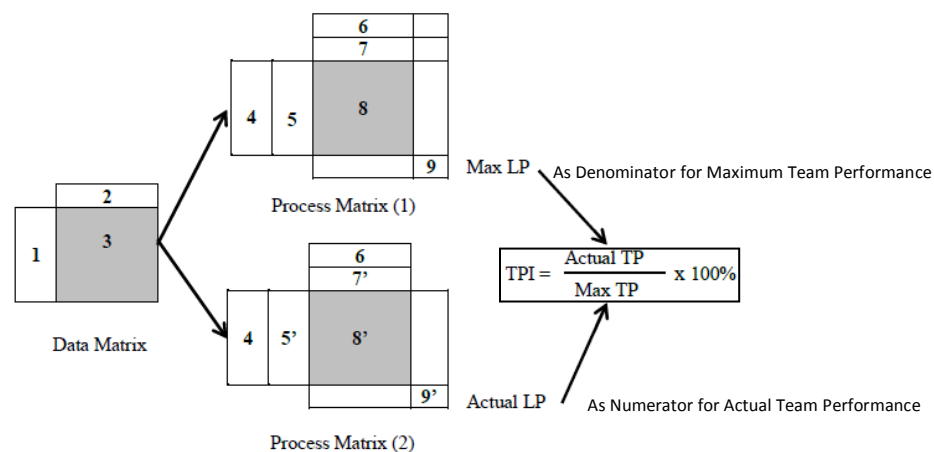 6
7
4 5 8
9 Max LP As Denominator for Maximum Team Performance
Process Matrix (1)
2
1 3
Data Matrix
TPI = Actual TP / Max TP x 100%
6
7’
4 5’ 8’
9’ Actual LP As Numerator for Actual Team Performance
Process Matrix (2)